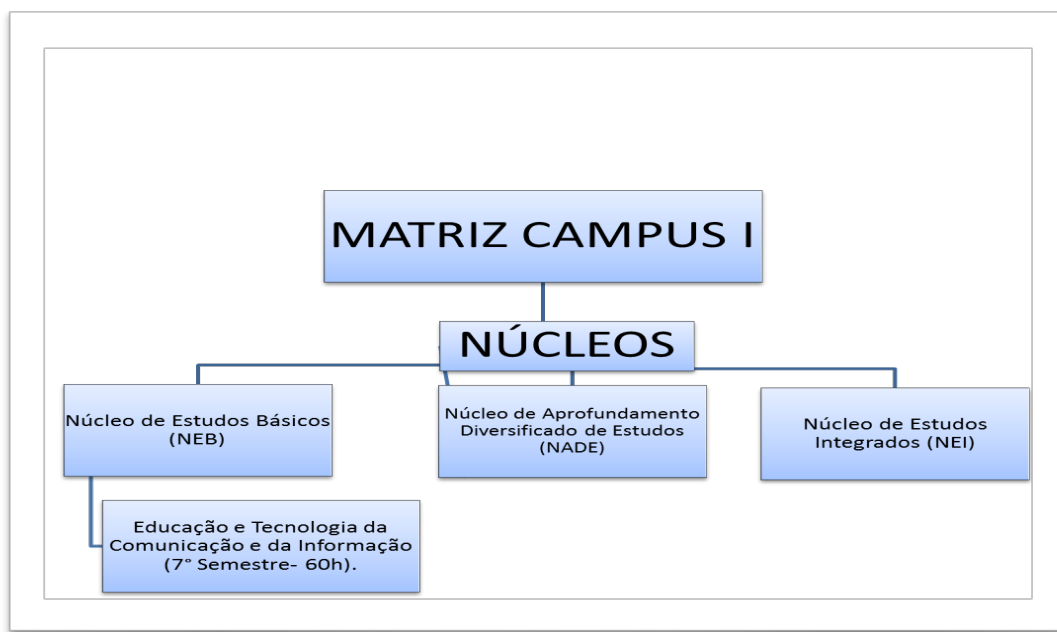 MATRIZ CAMPUS I
NÚCLEOS
Núcleo de Estudos Básicos
(NEB)
Núcleo de Aprofundamento
Diversificado de Estudos
(NADE)
Núcleo de Estudos
Integrados (NEI)
Educação e Tecnologia da
Comunicação e da Informação
(7° Semestre- 60h).